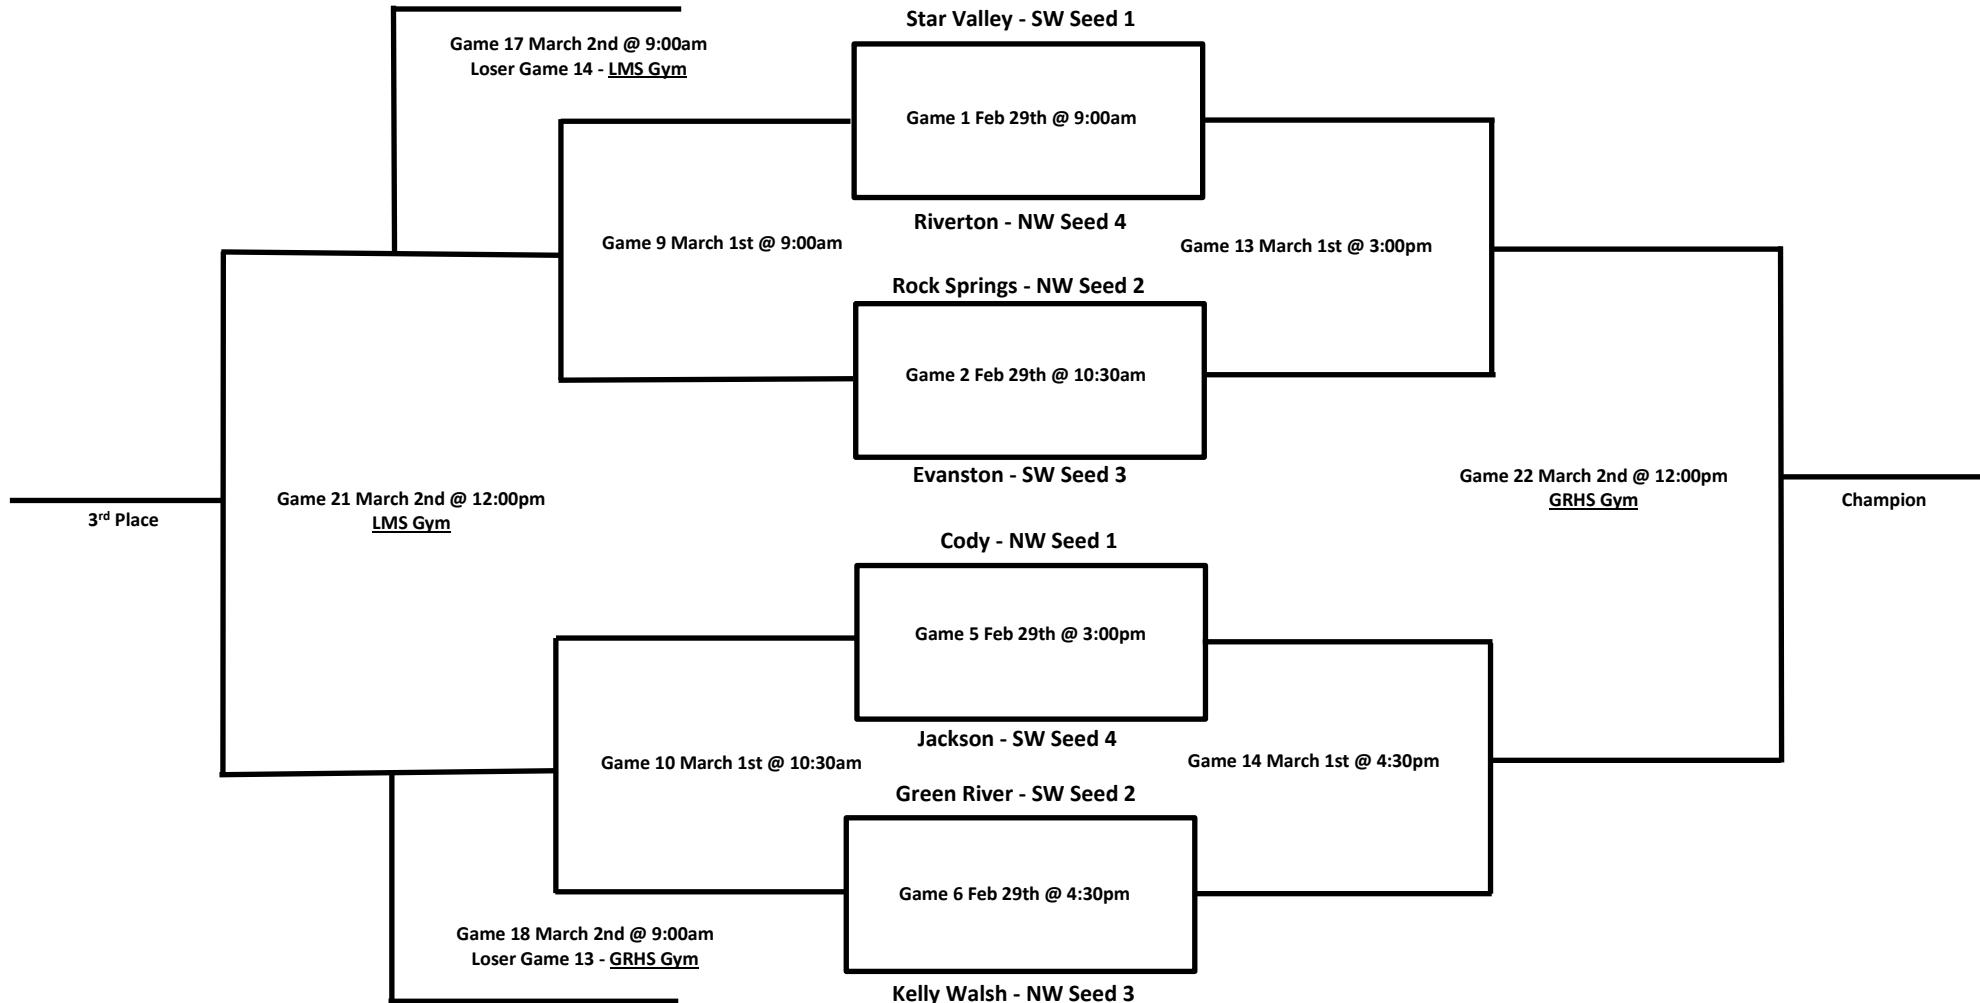 Star Valley - SW Seed 1
Game 17 March 2nd @ 9:00am
Loser Game 14 - LMS Gym
Game 1 Feb 29th @ 9:00am
Riverton - NW Seed 4
Game 9 March 1st @ 9:00am
Game 13 March 1st @ 3:00pm
Rock Springs - NW Seed 2
Game 2 Feb 29th @ 10:30am
Evanston - SW Seed 3
Game 21 March 2nd @ 12:00pm
LMS Gym
3rd Place
Game 22 March 2nd @ 12:00pm
GRHS Gym
Champion
Cody - NW Seed 1
Game 5 Feb 29th @ 3:00pm
Jackson - SW Seed 4
Game 10 March 1st @ 10:30am
Game 14 March 1st @ 4:30pm
Green River - SW Seed 2
Game 6 Feb 29th @ 4:30pm
Game 18 March 2nd @ 9:00am
Loser Game 13 - GRHS Gym
Kelly Walsh - NW Seed 3